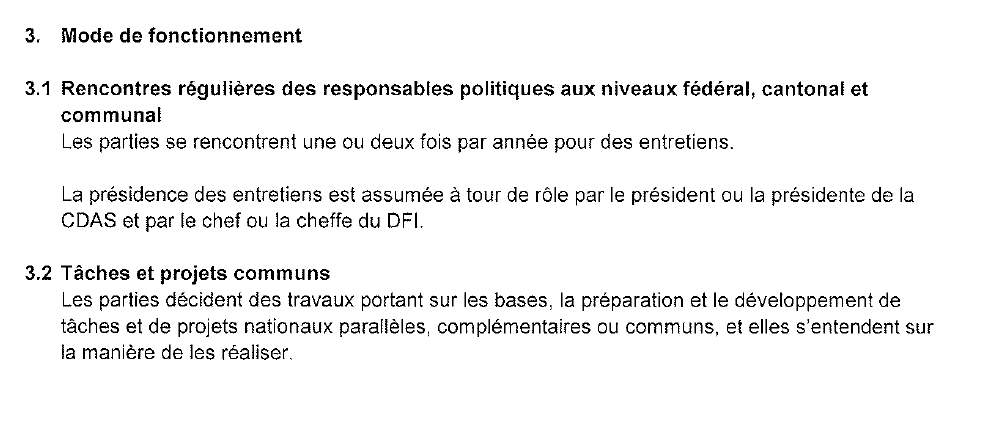 3. Mode de fonctionnement
3.1 Rencontres régulières des responsables politiques aux niveaux fédéral, cantonal et
communal
Les parties se rencontrent une ou deux fois par année pour des entretiens.
La présidence des entretiens est assumée à tour de rôle par le président ou la présidente de la
CDAS et par le chef ou la cheffe du DFI.
3.2 Tâches et projets communs
Les parties décident des travaux portant sur les bases, la préparation et le développement de
tâches et de projets nationaux parallèles, complémentaires ou communs, et elles s'entendent sur
la manière de les réaliser.